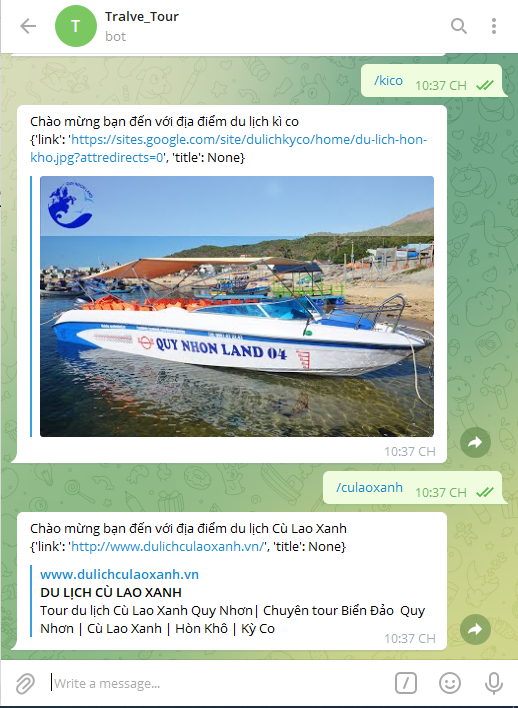 Tralve_Tour
T
bot
/kico
10:37 CH
Chào mừng bạn đến với địa điểm du lịch kì co
{'link': 'https://sites.google.com/site/dulichkyco/home/du-lich-hon-
kho.jpg?attredirects=0', 'title': None}
QUY NHON LAND 04
10:37 CH
/culaoxanh
10:37 CH
Chào mừng bạn đến với địa điểm du lịch Cù Lao Xanh
{'link': 'http://www.dulichculaoxanh.vn/', 'title': None}
www.dulichculaoxanh.vn
DU LỊCH CÙ LAO XANH
Tour du lịch Cù Lao Xanh Quy Nhơn| Chuyên tour Biển Đảo Quy
Nhơn | Cù Lao Xanh | Hòn Khô | Kỳ Co
10:37 CH
Write a message...